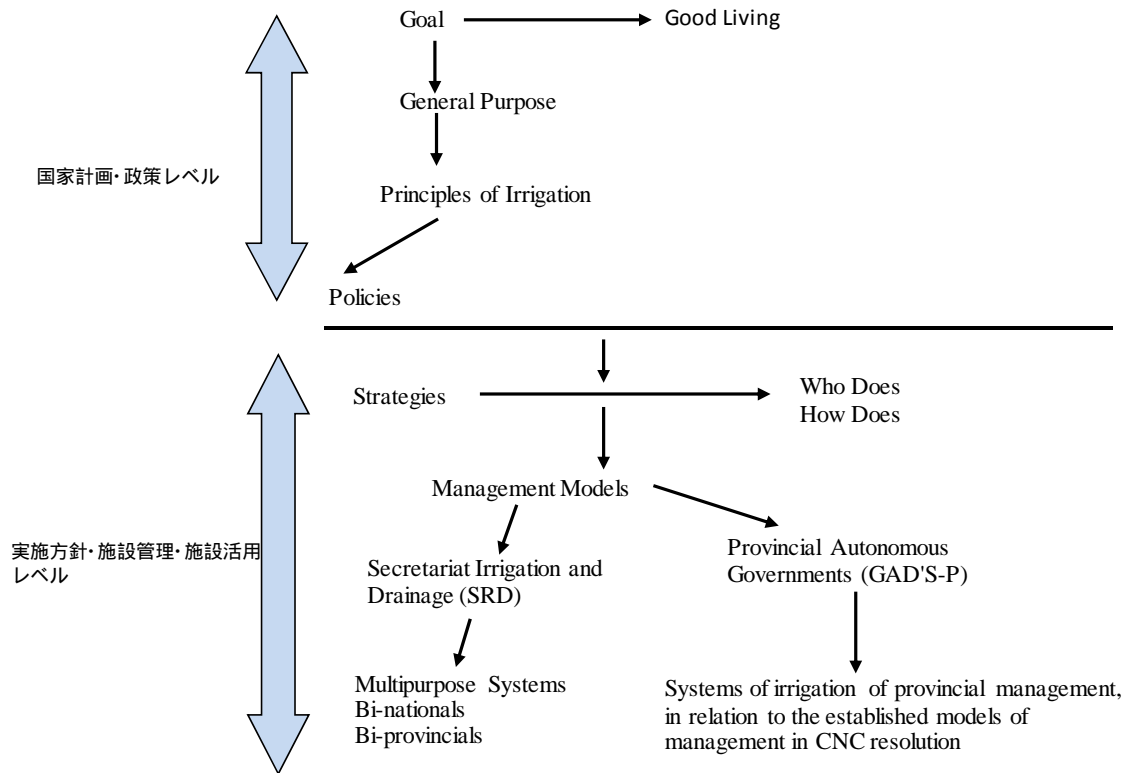 Goal
Good Living
General Purpose
国家計画・政策レベル
Principles of Irrigation
Policies
Strategies
Who Does
How Does
Management Models
実施方針・施設管理・施設活用
レベル
Secretariat Irrigation and
Drainage (SRD)
Provincial Autonomous
Governments (GAD'S-P)
Multipurpose Systems
Bi-nationals
Bi-provincials
Systems of irrigation of provincial management,
in relation to the established models of
management in CNC resolution